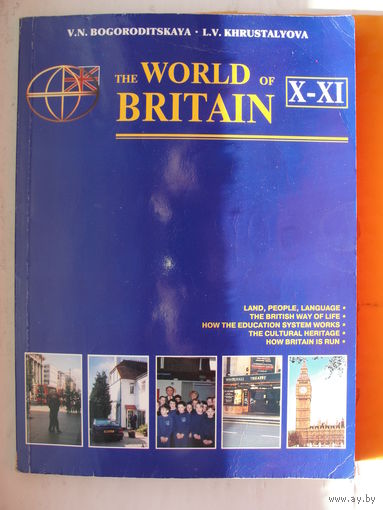 V.N. BOGORODITSKAYA · L.V. KHRUSTALYOVA
THE WORLD OF
BRITAIN
X-XI
LAND, PEOPLE, LANGUAGE •
THE BRITISH WAY OF LIFE •
HOW THE EDUCATION SYSTEM WORKS •
THE CULTURAL HERITAGE •
HOW BRITAIN IS RUN •
www.ay.by